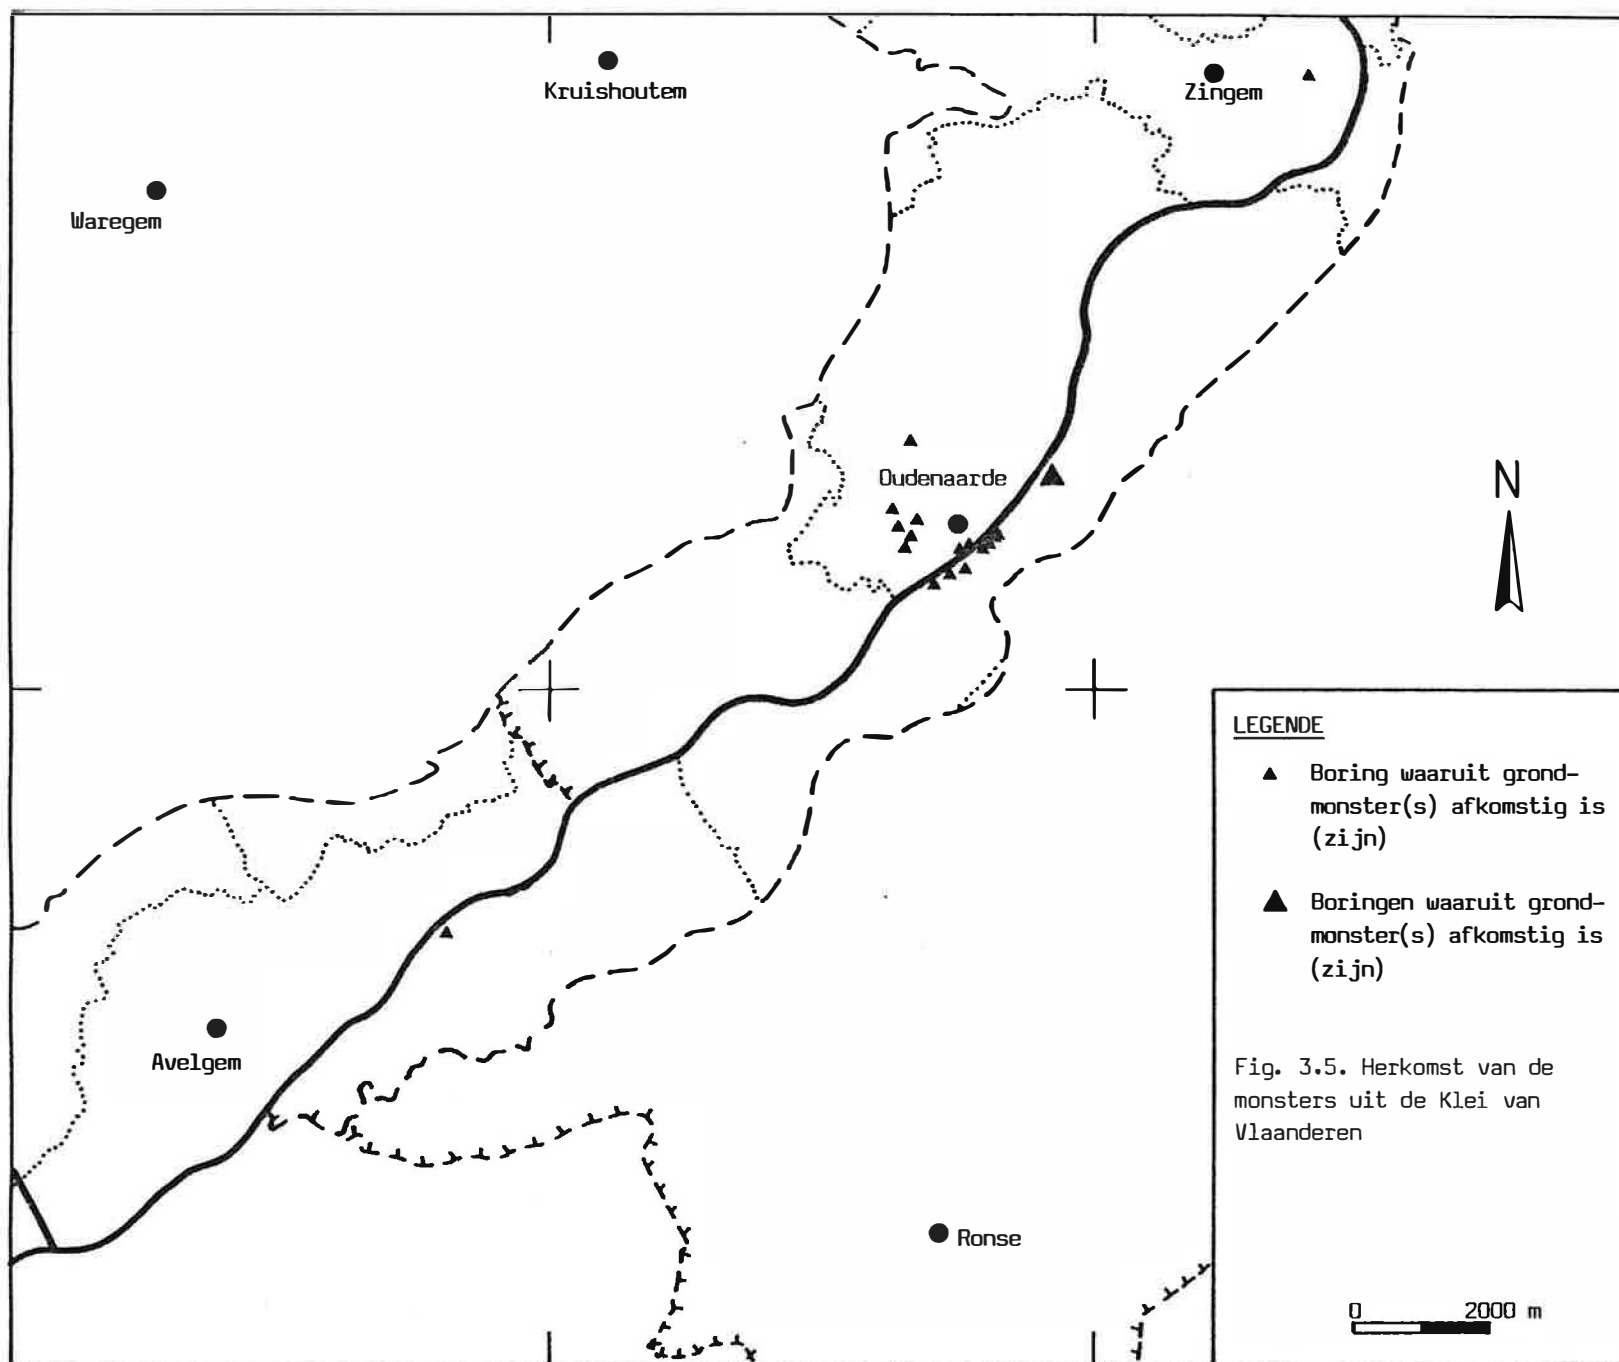 Kruishoutem
Zingem
Waregem
Oudenaarde
N
Avelgem
Ronse
LEGENDE
Boring waaruit grond-
monster(s) afkomstig is
(zijn)
Boringen waaruit grond-
monster(s) afkomstig is
(zijn)
Fig. 3.5. Herkomst van de
monsters uit de Klei van
Vlaanderen
0 2000 m